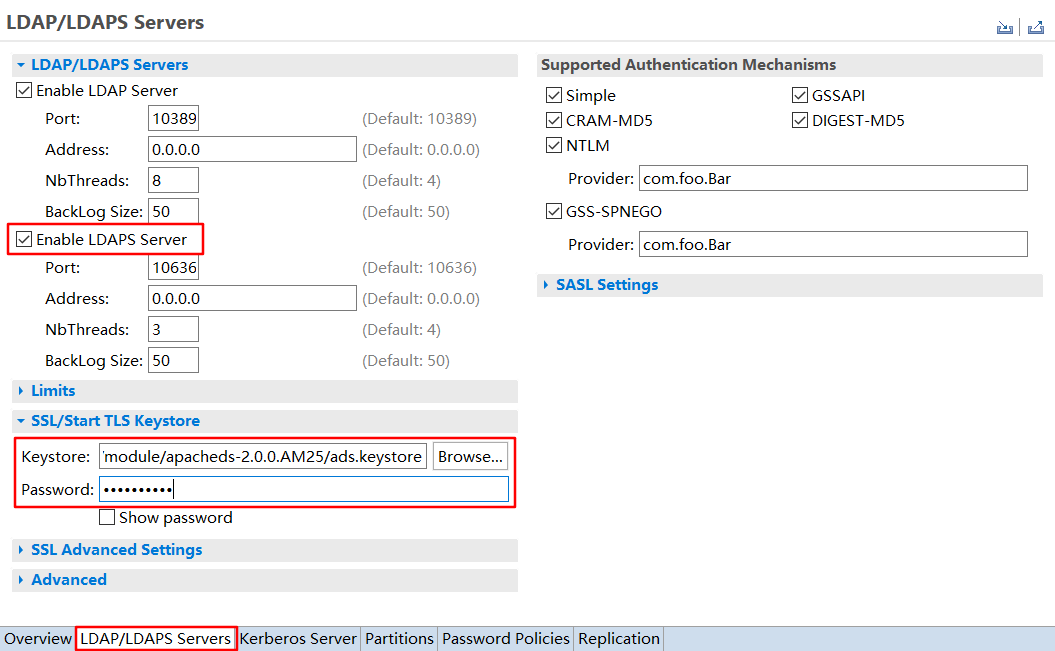 LDAP/LDAPS Servers
LDAP/LDAPS Servers
Enable LDAP Server
Port: 10389 (Default: 10389)
Address: 0.0.0.0 (Default: 0.0.0.0)
NbThreads: 8 (Default: 4)
BackLog Size: 50 (Default: 50)
Enable LDAPS Server
Port: 10636 (Default: 10636)
Address: 0.0.0.0 (Default: 0.0.0.0)
NbThreads: 3 (Default: 4)
BackLog Size: 50 (Default: 50)
Limits
SSL/Start TLS Keystore
Keystore: module/apacheds-2.0.0.AM25/ads.keystore Browse...
Password: ••••••••••
Show password
SSL Advanced Settings
Advanced
Supported Authentication Mechanisms
Simple GSSAPI
CRAM-MD5 DIGEST-MD5
NTLM
Provider: com.foo.Bar
GSS-SPNEGO
Provider: com.foo.Bar
SASL Settings
Overview LDAP/LDAPS Servers Kerberos Server Partitions Password Policies Replication